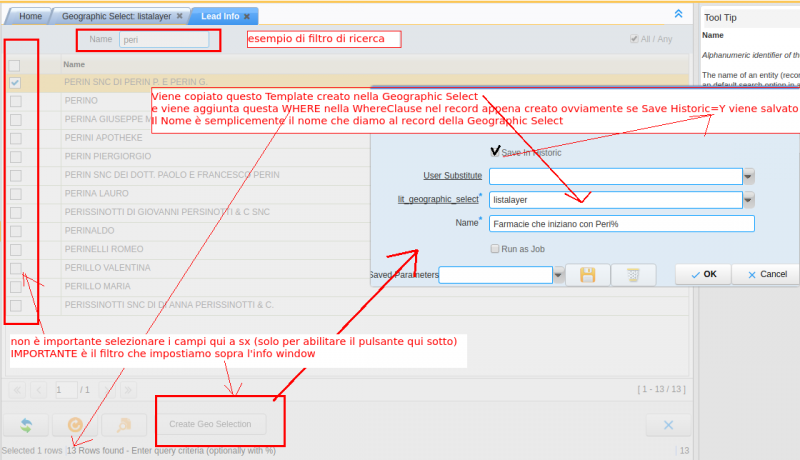 Home
Geographic Select: listalayer
Lead Info
Tool Tip
Name peri
esempio di filtro di ricerca
All / Any
Name
Alphanumeric identifier of th
The name of an entity (recor
an default search option in a
Name
PERIN SNC DI PERIN P. E PERIN G.
PERINO
PERINA GIUSEPPE M
PERINI APOTHEKE
PERIN PIERGIORGIO
PERIN SNC DEI DOTT. PAOLO E FRANCESCO PERIN
PERINA LAURO
PERISSINOTTI DI GIOVANNI PERSINOTTI & C SNC
PERINALDO
PERINELLI ROMEO
PERILLO VALENTINA
PERILLO MARIA
PERISSINOTTI SNC DI DI ANNA PERISSINOTTI & C.
Viene copiato questo Template creato nella Geographic Select
e viene aggiunta questa WHERE nella WhereClause nel record appena creato ovviamente se Save Historic=Y viene salvato
Il Nome è semplicemente il nome che diamo al record della Geographic Select
Save In Historic
User Substitute
lit_geographic_select* listalayer
Name* Farmacie che iniziano con Peri%
Run as Job
Saved Parameters
OK
Cancel
non è importante selezionare i campi qui a sx (solo per abilitare il pulsante qui sotto)
IMPORTANTE è il filtro che impostiamo sopra l'info window
1 / 1
[ 1 - 13 / 13 ]
Create Geo Selection
Selected 1 rows 13 Rows found - Enter query criteria (optionally with %)
13